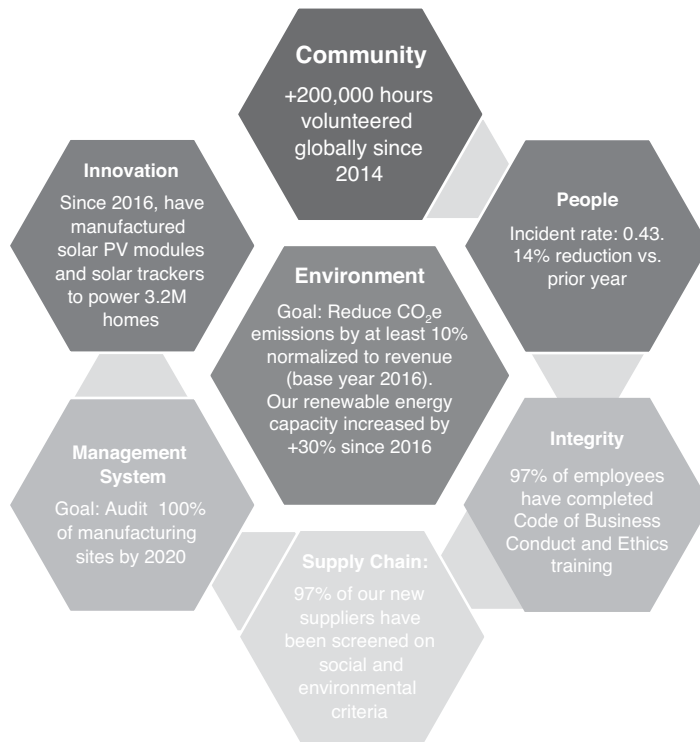 Community
+200,000 hours
volunteered
globally since
2014
Innovation
Since 2016, have
manufactured
solar PV modules
and solar trackers
to power 3.2M
homes
People
Incident rate: 0.43.
14% reduction vs.
prior year
Environment
Goal: Reduce CO₂e
emissions by at least 10%
normalized to revenue
(base year 2016).
Our renewable energy
capacity increased by
+30% since 2016
Management
System
Goal: Audit 100%
of manufacturing
sites by 2020
Integrity
97% of employees
have completed
Code of Business
Conduct and Ethics
training
Supply Chain:
97% of our new
suppliers have
been screened on
social and
environmental
criteria